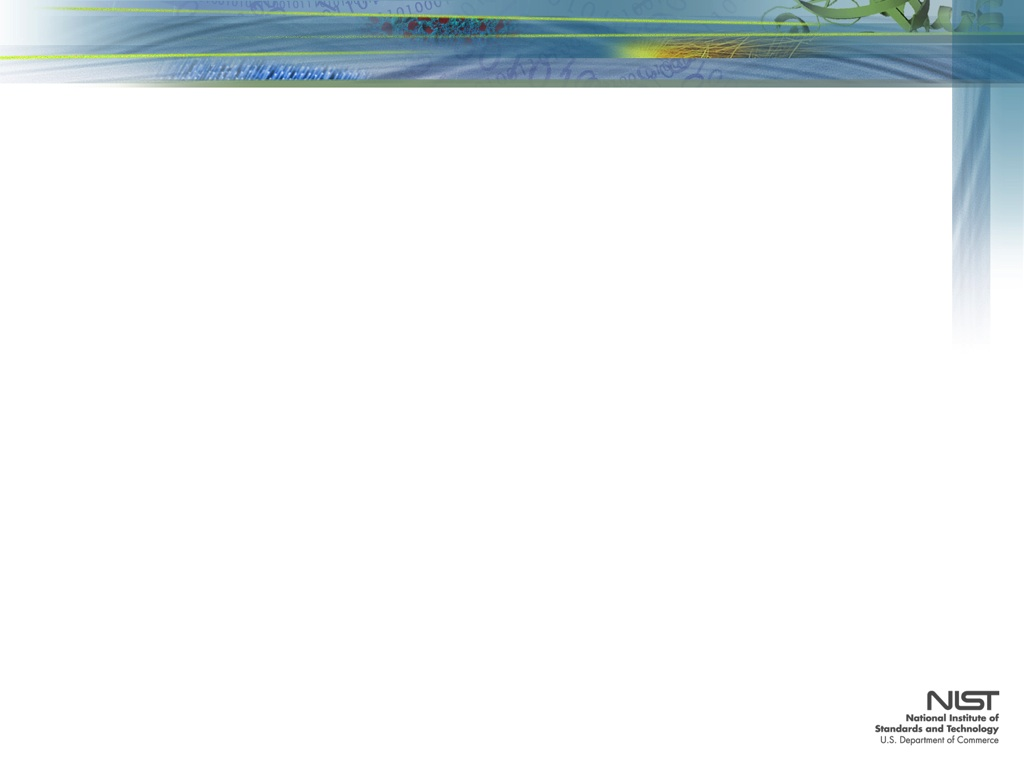 NIST
National Institute of
Standards and Technology
U.S. Department of Commerce